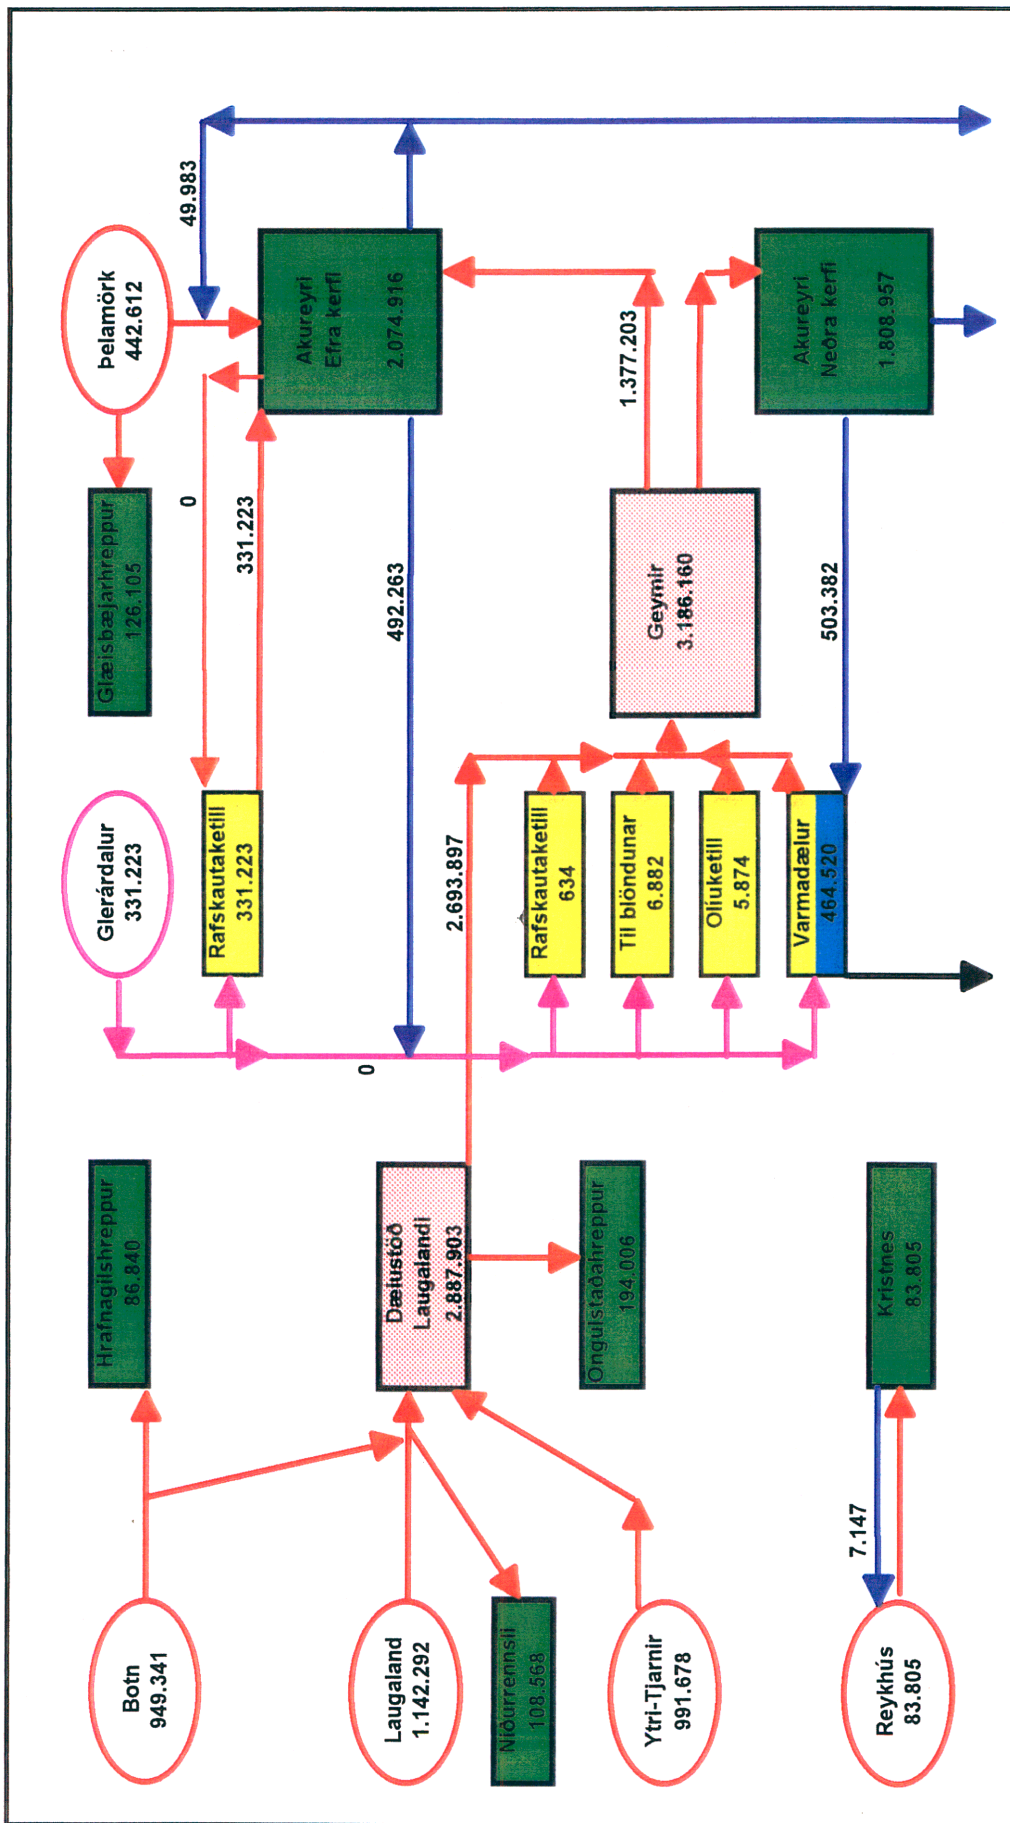 Botn
949.341
Hrafnagilshreppur
86.840
Glerárdalur
331.223
Glæisbæjarhreppur
126.105
Þelamörk
442.612
Rafskautaketill
331.223
0
331.223
49.983
Akureyri
Efra kerfi
2.074.916
Laugaland
1.142.292
Dælustöð
Laugalandi
2.887.903
0
492.263
2.693.897
Niðurrennsli
108.568
Rafskautaketill
634
Ytri-Tjarnir
991.678
Ongulstaðahreppur
194.006
Til blöndunar
6.882
Geymir
3.186.160
1.377.203
Olíuketill
5.874
Akureyri
Neðra kerfi
1.808.957
Varmadælur
464.520
503.382
7.147
Reykhús
83.805
Kristnes
83.805